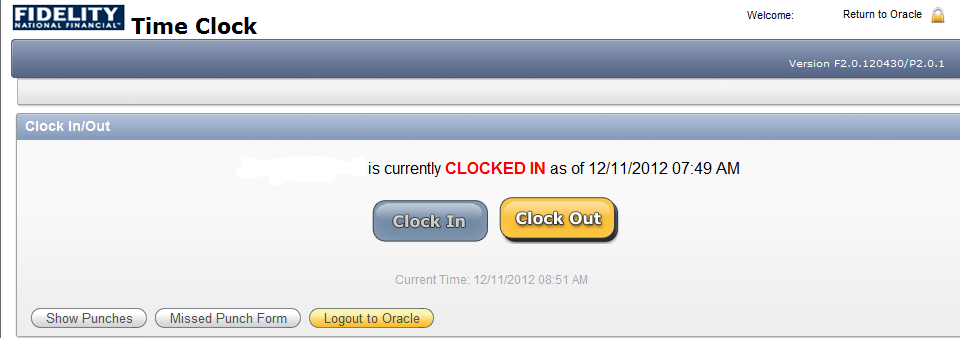 FIDELITY
NATIONAL FINANCIAL™
Time Clock
Welcome:
Return to Oracle
Version F2.0.120430/P2.0.1
Clock In/Out
is currently CLOCKED IN as of 12/11/2012 07:49 AM
Clock In
Clock Out
Current Time: 12/11/2012 08:51 AM
Show Punches
Missed Punch Form
Logout to Oracle